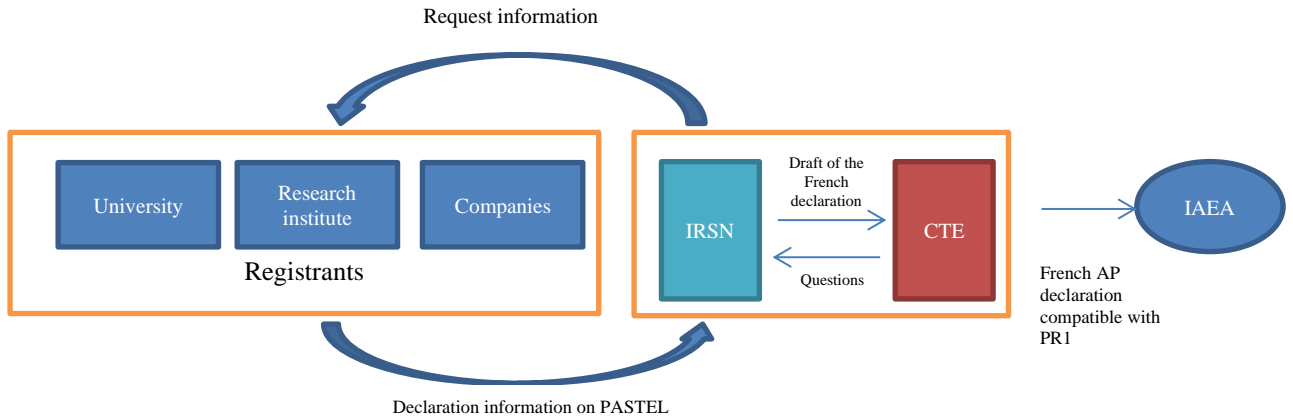 Request information
University
Research
institute
Companies
Registrants
IRSN
Draft of the
French
declaration
Questions
CTE
IAEA
French AP
declaration
compatible with
PR1
Declaration information on PASTEL